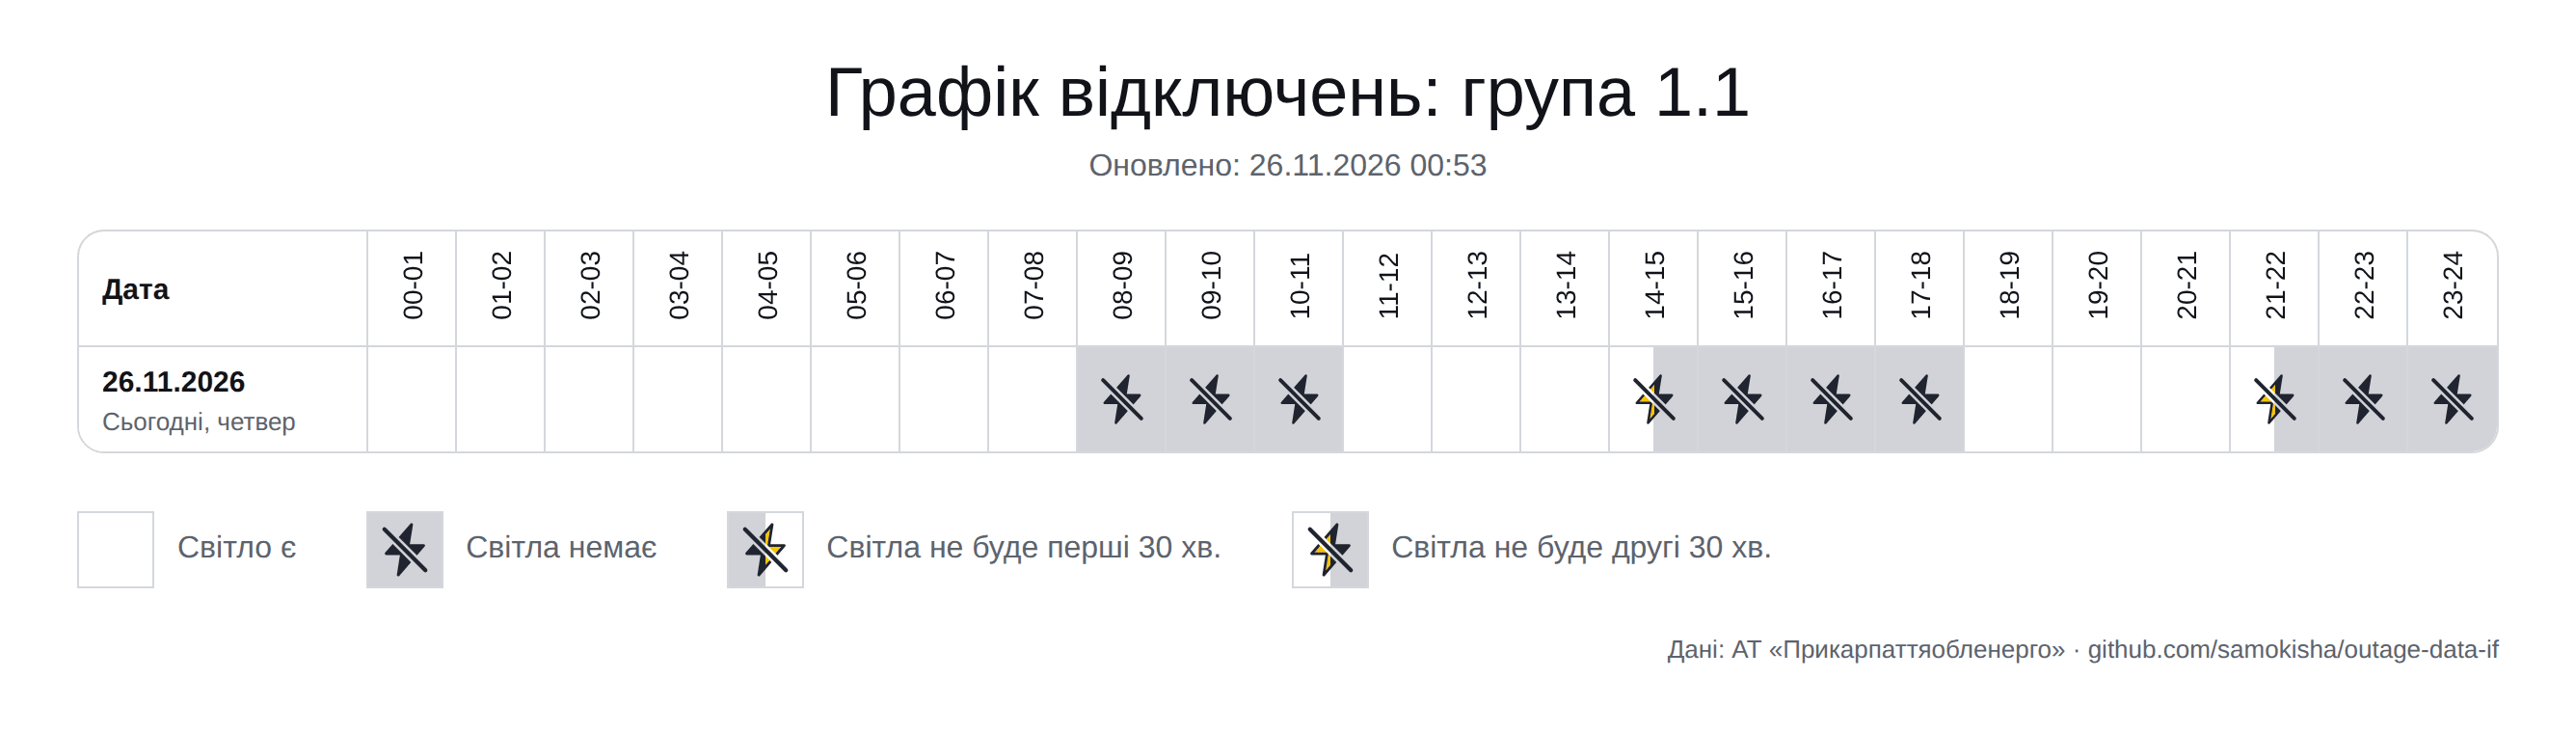 Графік відключень: група 1.1
Оновлено: 26.11.2026 00:53
Дата 00-01 01-02 02-03 03-04 04-05 05-06 06-07 07-08 08-09 09-10 10-11 11-12 12-13 13-14 14-15 15-16 16-17 17-18 18-19 19-20 20-21 21-22 22-23 23-24
26.11.2026
Сьогодні, четвер
Світло є Світла немає Світла не буде перші 30 хв. Світла не буде другі 30 хв.
Дані: АТ «Прикарпаттяобленерго» · github.com/samokisha/outage-data-if